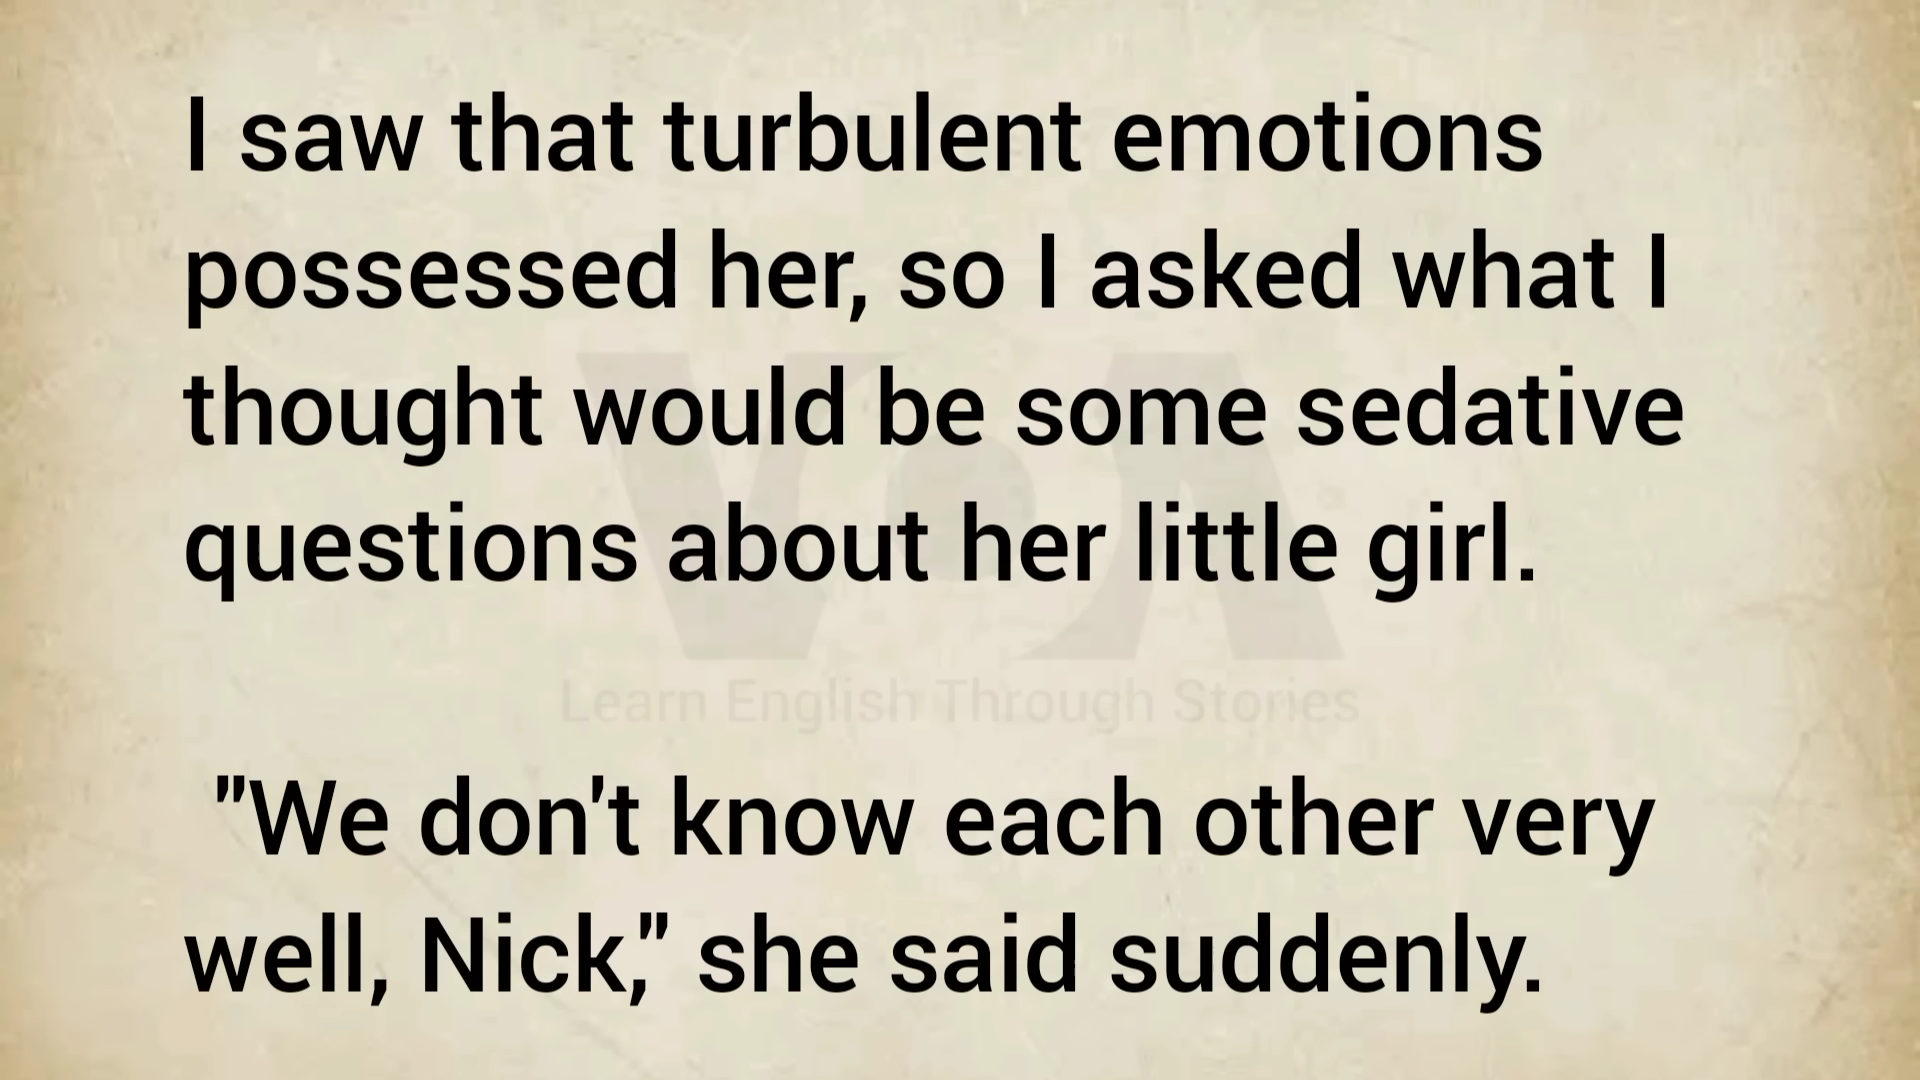 I saw that turbulent emotions
possessed her, so I asked what I
thought would be some sedative
questions about her little girl.
VOA
Learn English Through Stories
"We don't know each other very
well, Nick," she said suddenly.